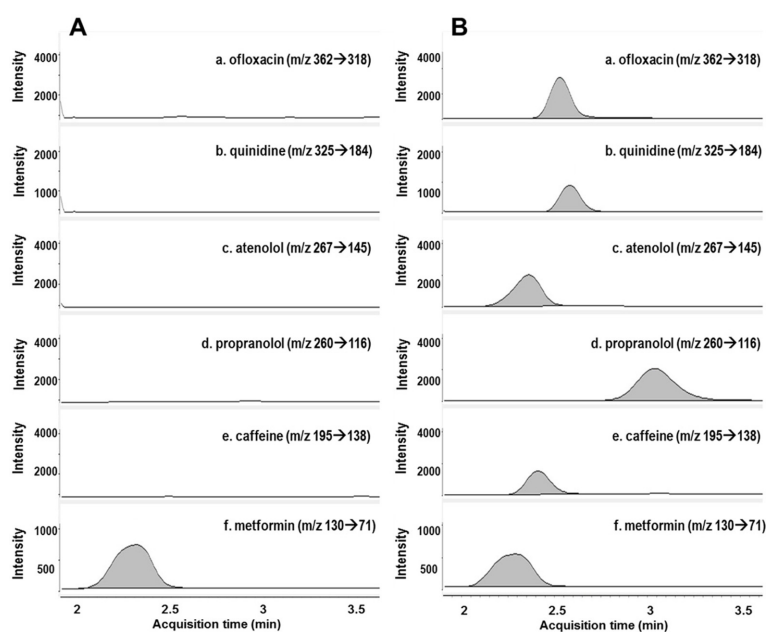 A
Intensity
4000
2000
a. ofloxacin (m/z 362→318)
Intensity
2000
1000
b. quinidine (m/z 325→184)
Intensity
4000
2000
c. atenolol (m/z 267→145)
Intensity
4000
2000
d. propranolol (m/z 260→116)
Intensity
4000
2000
e. caffeine (m/z 195→138)
Intensity
1000
500
f. metformin (m/z 130→71)
2 2.5 3 3.5
Acquisition time (min)
B
Intensity
4000
2000
a. ofloxacin (m/z 362→318)
Intensity
2000
1000
b. quinidine (m/z 325→184)
Intensity
4000
2000
c. atenolol (m/z 267→145)
Intensity
4000
2000
d. propranolol (m/z 260→116)
Intensity
4000
2000
e. caffeine (m/z 195→138)
Intensity
1000
500
f. metformin (m/z 130→71)
2 2.5 3 3.5
Acquisition time (min)